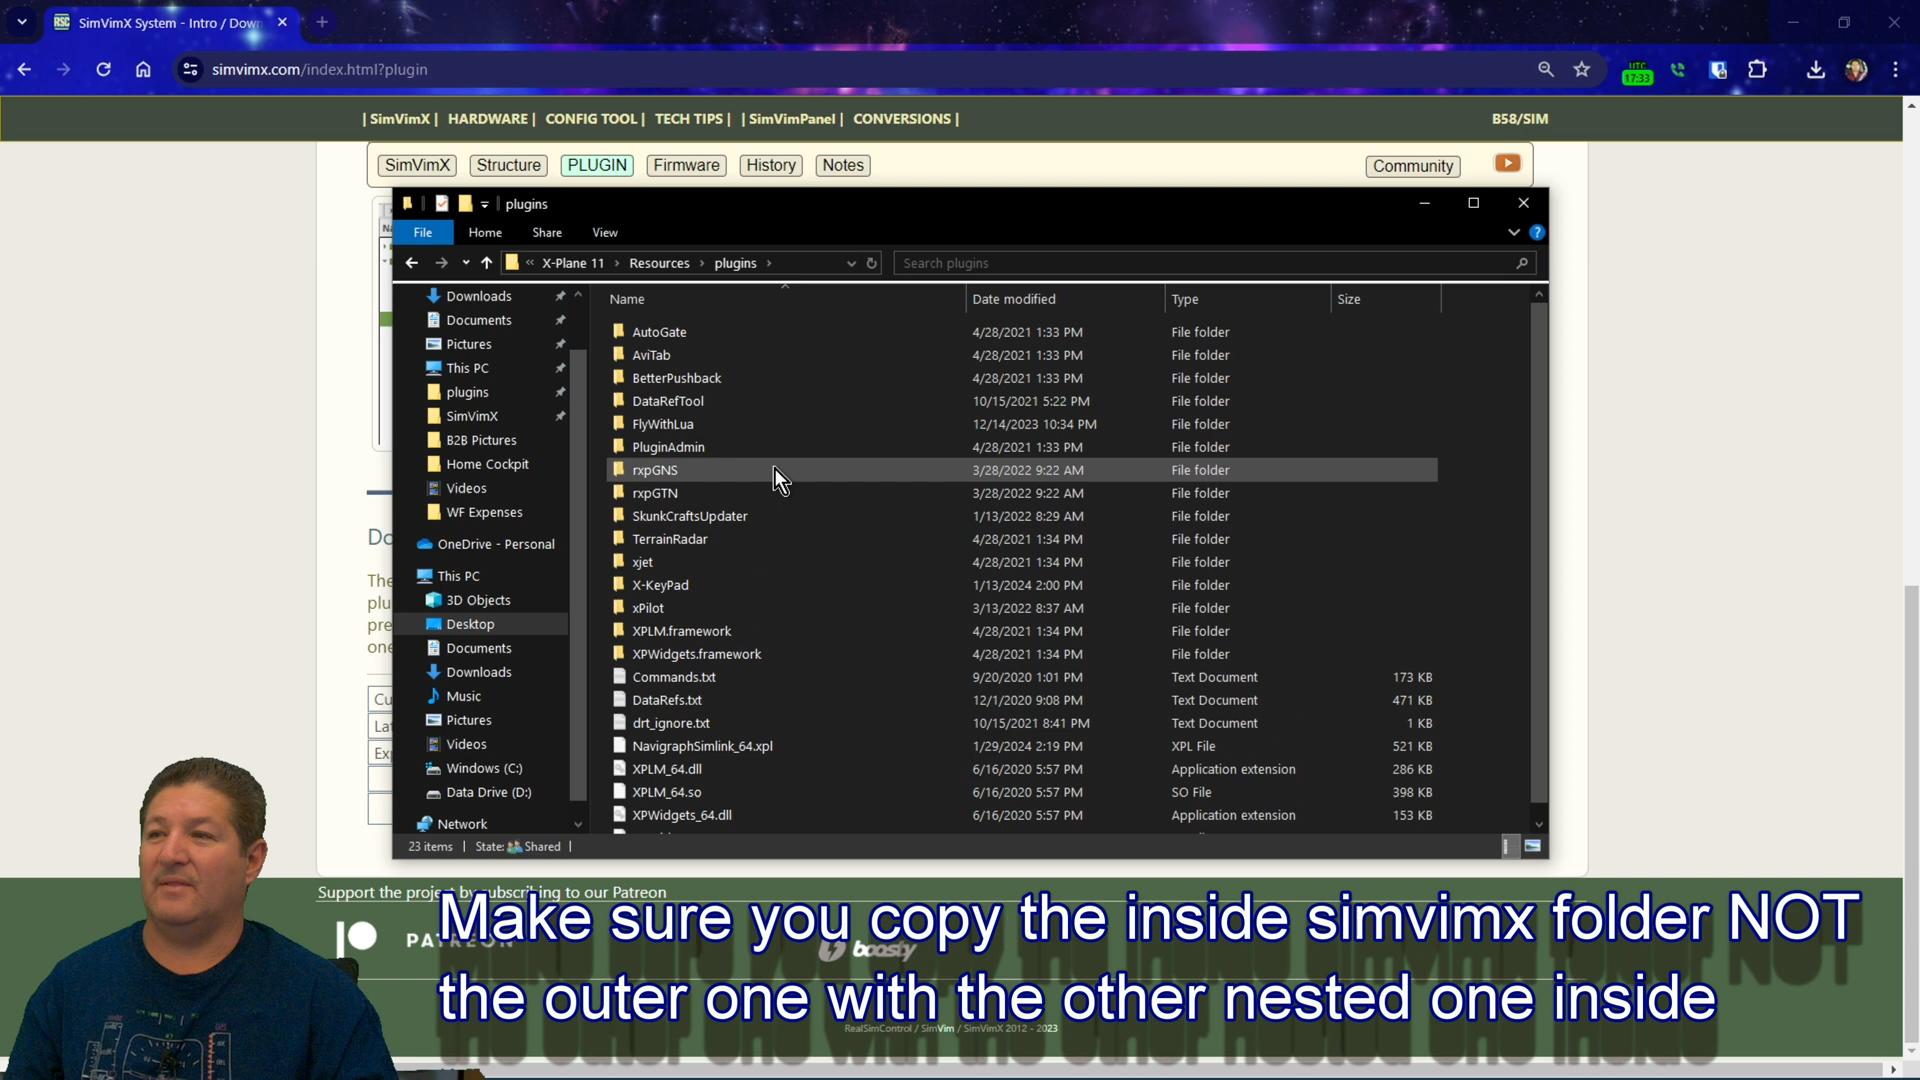 SimVimX System - Intro / Down
simvimx.com/index.html?plugin
UTC
17:33
| SimVimX | HARDWARE | CONFIG TOOL | TECH TIPS | | SimVimPanel | CONVERSIONS |
B58/SIM
SimVimX Structure PLUGIN Firmware History Notes Community
plugins
File Home Share View
« X-Plane 11 › Resources › plugins ›
Search plugins
Name Date modified Type Size
Downloads
Documents
Pictures
This PC
plugins
SimVimX
B2B Pictures
Home Cockpit
Videos
WF Expenses
OneDrive - Personal
This PC
3D Objects
Desktop
Documents
Downloads
Music
Pictures
Videos
Windows (C:)
Data Drive (D:)
Network
AutoGate 4/28/2021 1:33 PM File folder
AviTab 4/28/2021 1:33 PM File folder
BetterPushback 4/28/2021 1:33 PM File folder
DataRefTool 10/15/2021 5:22 PM File folder
FlyWithLua 12/14/2023 10:34 PM File folder
PluginAdmin 4/28/2021 1:33 PM File folder
rxpGNS 3/28/2022 9:22 AM File folder
rxpGTN 3/28/2022 9:22 AM File folder
SkunkCraftsUpdater 1/13/2022 8:29 AM File folder
TerrainRadar 4/28/2021 1:34 PM File folder
xjet 4/28/2021 1:34 PM File folder
X-KeyPad 1/13/2024 2:00 PM File folder
xPilot 3/13/2022 8:37 AM File folder
XPLM.framework 4/28/2021 1:34 PM File folder
XPWidgets.framework 4/28/2021 1:34 PM File folder
Commands.txt 9/20/2020 1:01 PM Text Document 173 KB
DataRefs.txt 12/1/2020 9:08 PM Text Document 471 KB
drt_ignore.txt 10/15/2021 8:41 PM Text Document 1 KB
NavigraphSimlink_64.xpl 1/29/2024 2:19 PM XPL File 521 KB
XPLM_64.dll 6/16/2020 5:57 PM Application extension 286 KB
XPLM_64.so 6/16/2020 5:57 PM SO File 398 KB
XPWidgets_64.dll 6/16/2020 5:57 PM Application extension 153 KB
23 items State: Shared
Do
The
plu
pre
one
Cu
Lat
Exp
Support the project by subscribing to our Patreon
PATREON
boosty
Make sure you copy the inside simvimx folder NOT
the outer one with the other nested one inside
RealSimControl / SimVim / SimVimX 2012 - 2023